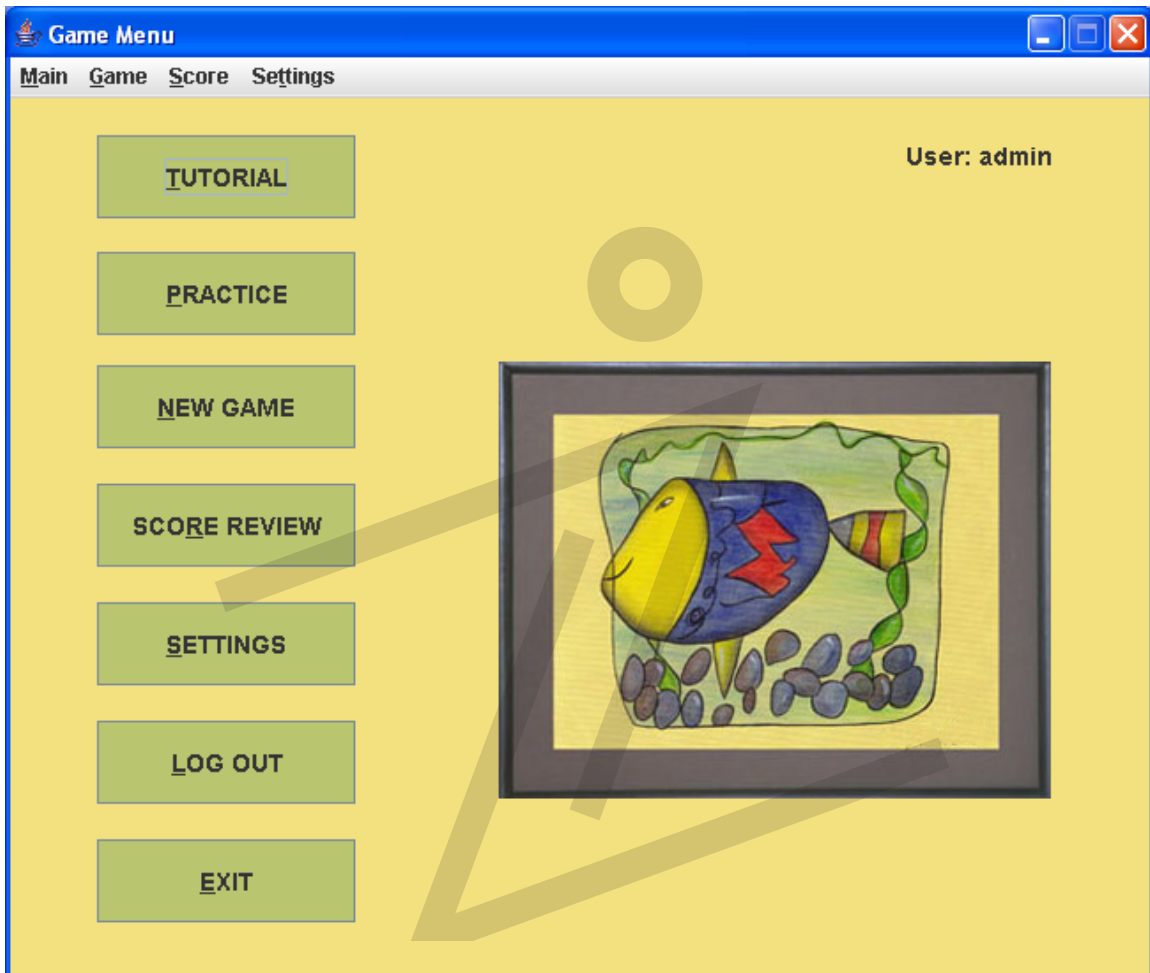 Game Menu
Main Game Score Settings
User: admin
TUTORIAL
PRACTICE
NEW GAME
SCORE REVIEW
SETTINGS
LOG OUT
EXIT